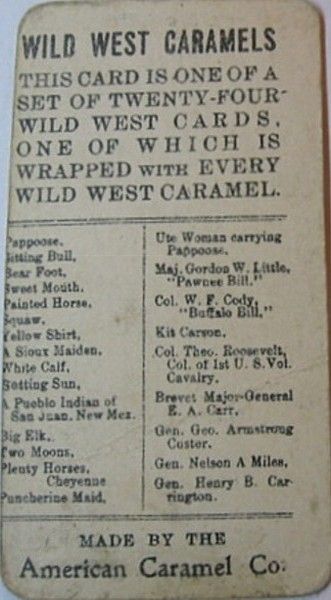 WILD WEST CARAMELS
THIS CARD IS ONE OF A
SET OF TWENTY-FOUR
WILD WEST CARDS,
ONE OF WHICH IS
WRAPPED WITH EVERY
WILD WEST CARAMEL.
Pappoose,
Sitting Bull,
Bear Foot,
Sweet Mouth,
Painted Horse,
Squaw,
Yellow Shirt,
A Sioux Maiden,
White Calf,
Setting Sun,
A Pueblo Indian of
San Juan, New Mex.
Big Elk,
Two Moons,
Plenty Horses,
Cheyenne
Puncherine Maid,
Ute Woman carrying
Pappoose,
Maj. Gordon W. Little,
"Pawnee Bill,"
Col. W. F. Cody,
"Buffalo Bill,"
Kit Carson,
Col. Theo. Roosevelt,
Col. of 1st U. S. Vol.
Cavalry.
Brevet Major-General
E. A. Carr,
Gen. Geo. Armstrong
Custer.
Gen. Nelson A Miles,
Gen. Henry B. Car-
rington.
MADE BY THE
American Caramel Co.